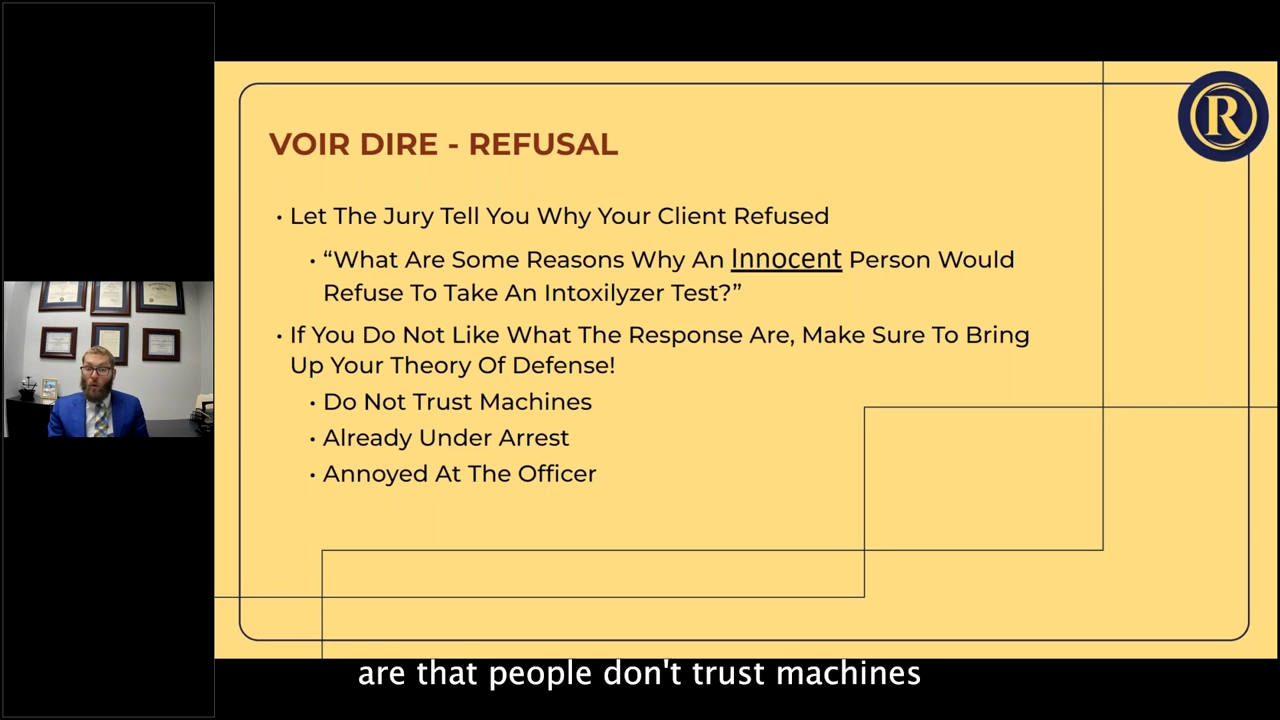 R
VOIR DIRE - REFUSAL
• Let The Jury Tell You Why Your Client Refused
• “What Are Some Reasons Why An Innocent Person Would
Refuse To Take An Intoxilyzer Test?”
• If You Do Not Like What The Response Are, Make Sure To Bring
Up Your Theory Of Defense!
• Do Not Trust Machines
• Already Under Arrest
• Annoyed At The Officer
are that people don't trust machines